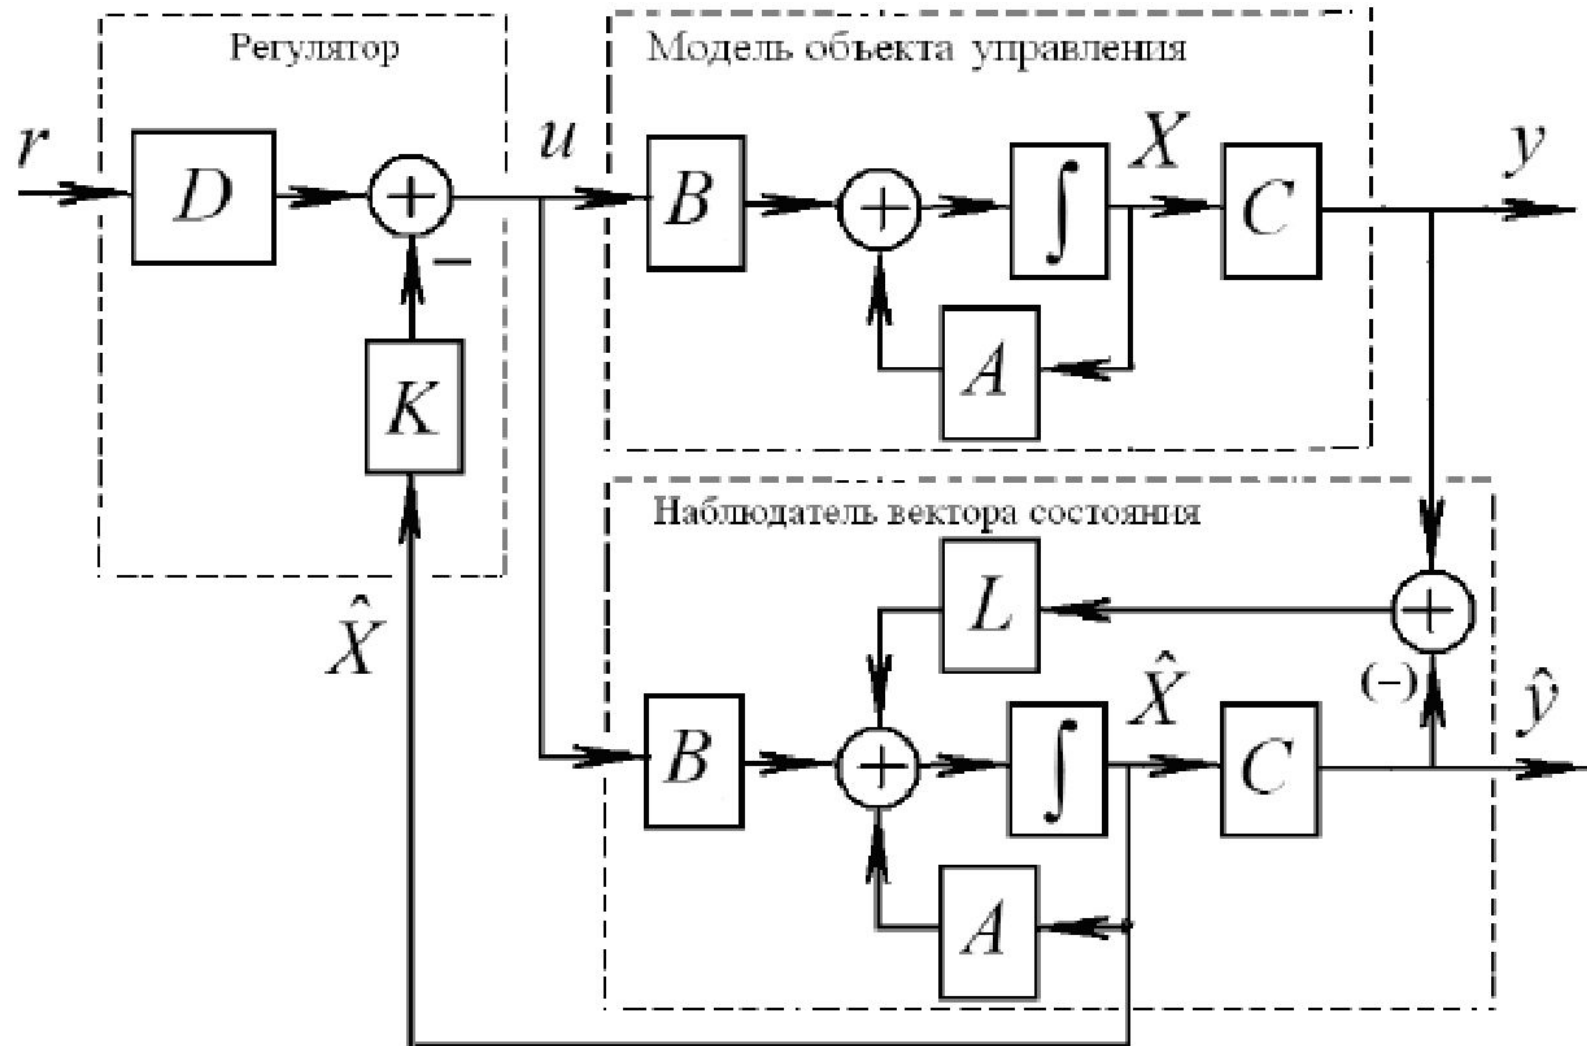 Регулятор
Модель объекта управления
r
D
+
−
u
B
+
∫
X
C
y
A
K
Наблюдатель вектора состояния
L
+
(−)
X̂
B
+
∫
X̂
C
ŷ
A